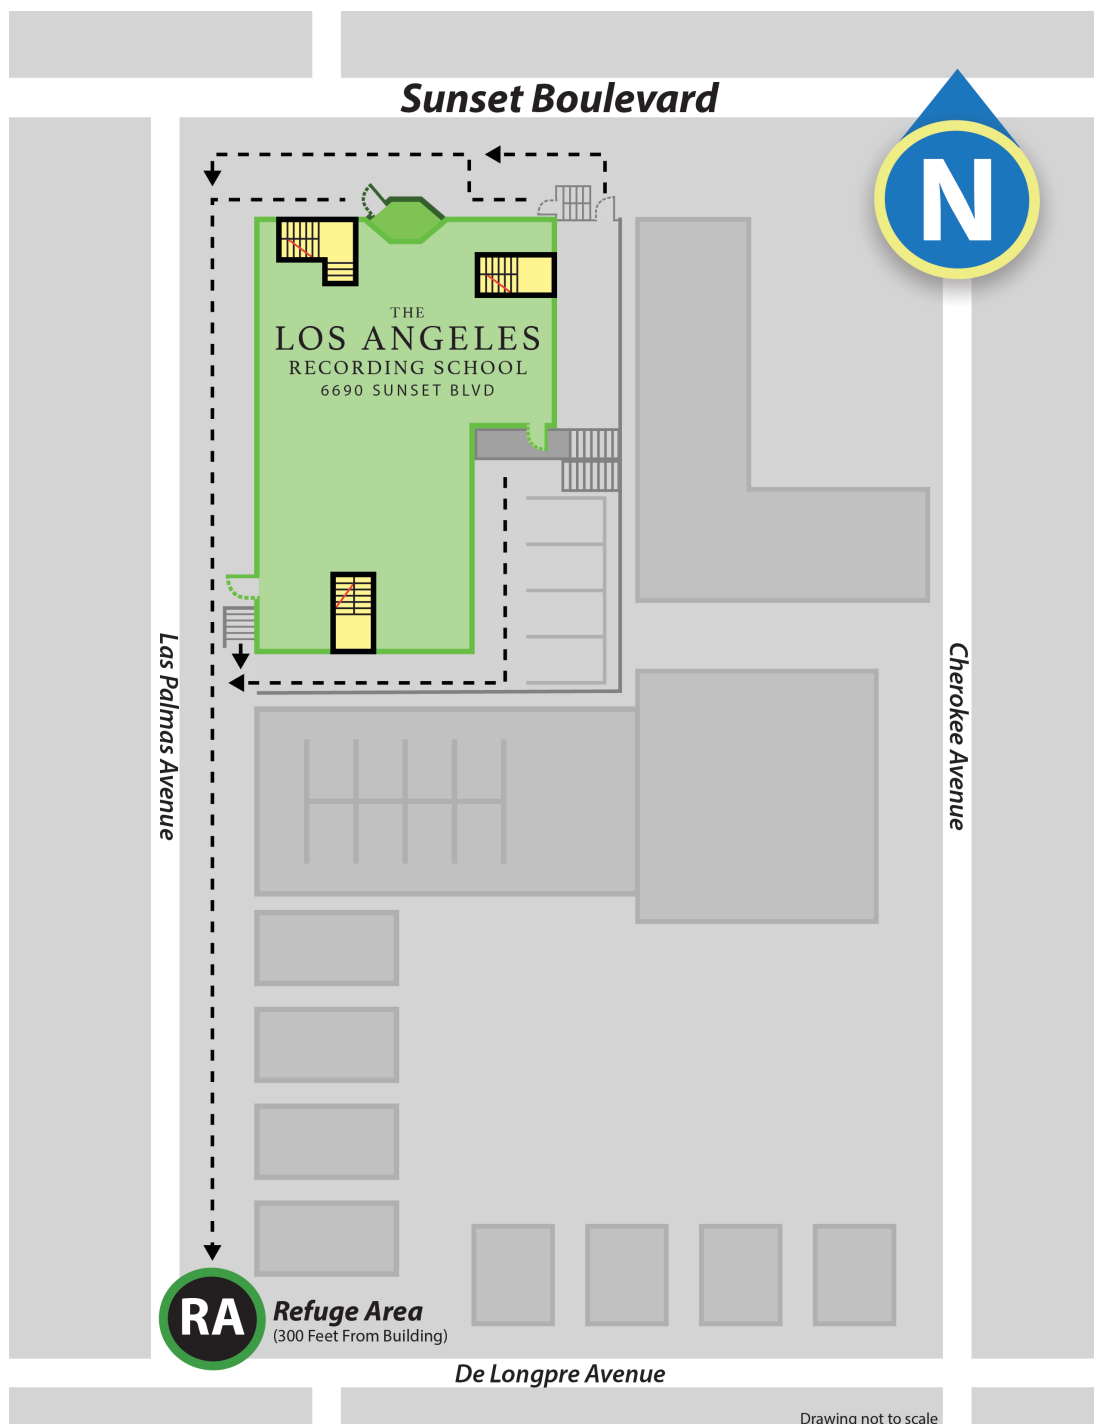 Sunset Boulevard
N
THE
LOS ANGELES
RECORDING SCHOOL
6690 SUNSET BLVD
Las Palmas Avenue
Cherokee Avenue
RA
Refuge Area
(300 Feet From Building)
De Longpre Avenue
Drawing not to scale